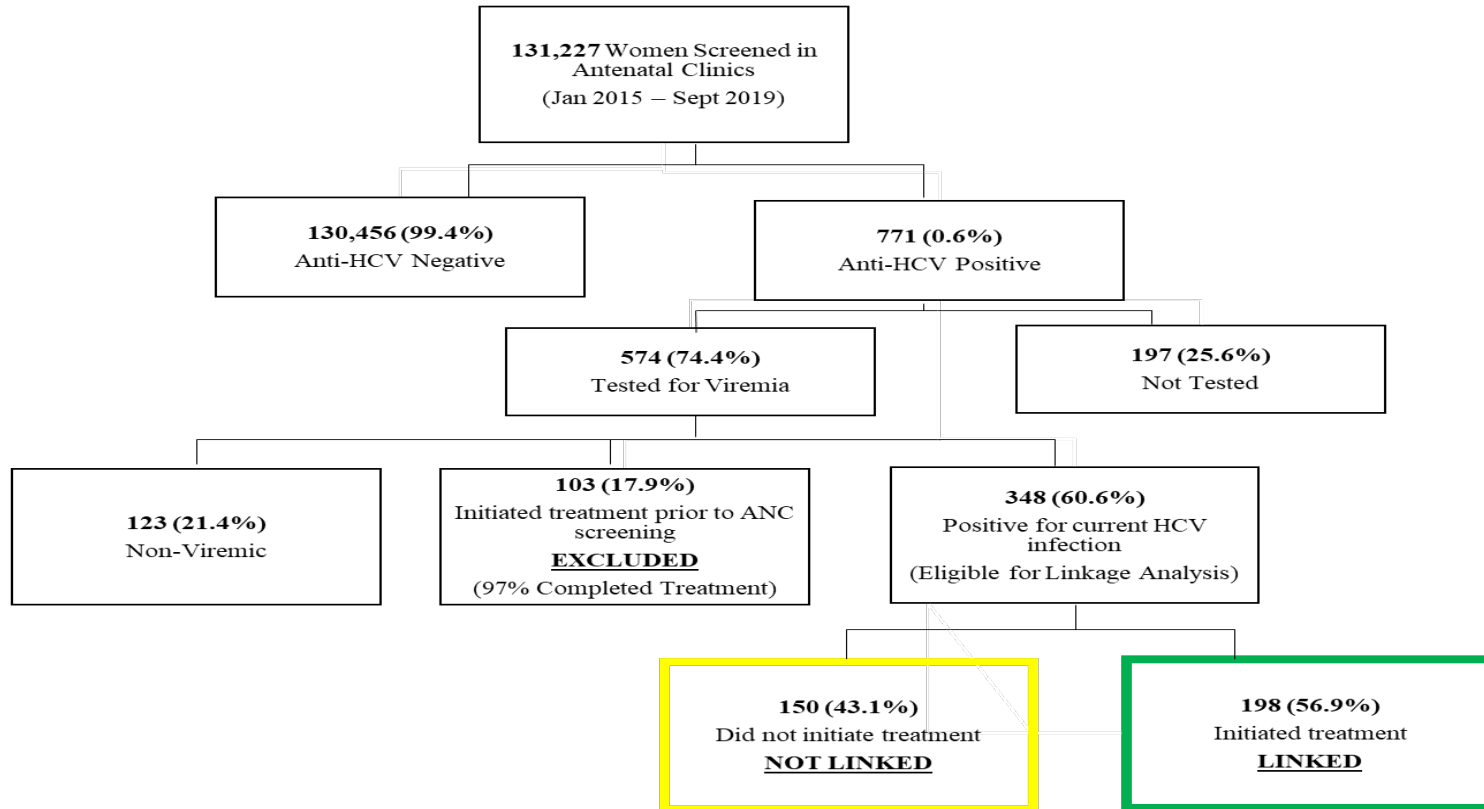 131,227 Women Screened in
Antenatal Clinics
(Jan 2015 – Sept 2019)
130,456 (99.4%)
Anti-HCV Negative
771 (0.6%)
Anti-HCV Positive
574 (74.4%)
Tested for Viremia
197 (25.6%)
Not Tested
123 (21.4%)
Non-Viremic
103 (17.9%)
Initiated treatment prior to ANC
screening
EXCLUDED
(97% Completed Treatment)
348 (60.6%)
Positive for current HCV
infection
(Eligible for Linkage Analysis)
150 (43.1%)
Did not initiate treatment
NOT LINKED
198 (56.9%)
Initiated treatment
LINKED